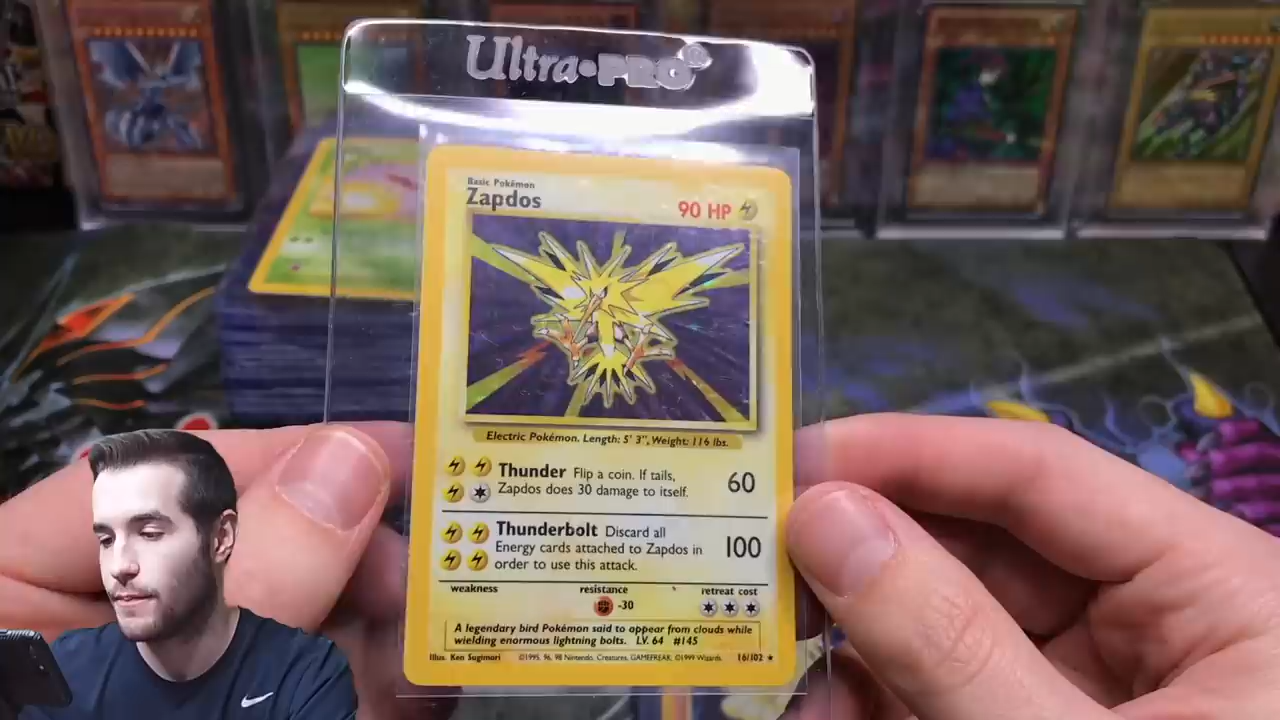 Ultra•PRO®
Basic Pokémon
Zapdos
90 HP
Electric Pokémon. Length: 5' 3", Weight: 116 lbs.
Thunder Flip a coin. If tails,
Zapdos does 30 damage to itself.
60
Thunderbolt Discard all
Energy cards attached to Zapdos in
order to use this attack.
100
weakness resistance retreat cost
-30
A legendary bird Pokémon said to appear from clouds while
wielding enormous lightning bolts. LV. 64 #145
Illus. Ken Sugimori ©1995, 96, 98 Nintendo, Creatures, GAMEFREAK. ©1999 Wizards. 16/102 ★